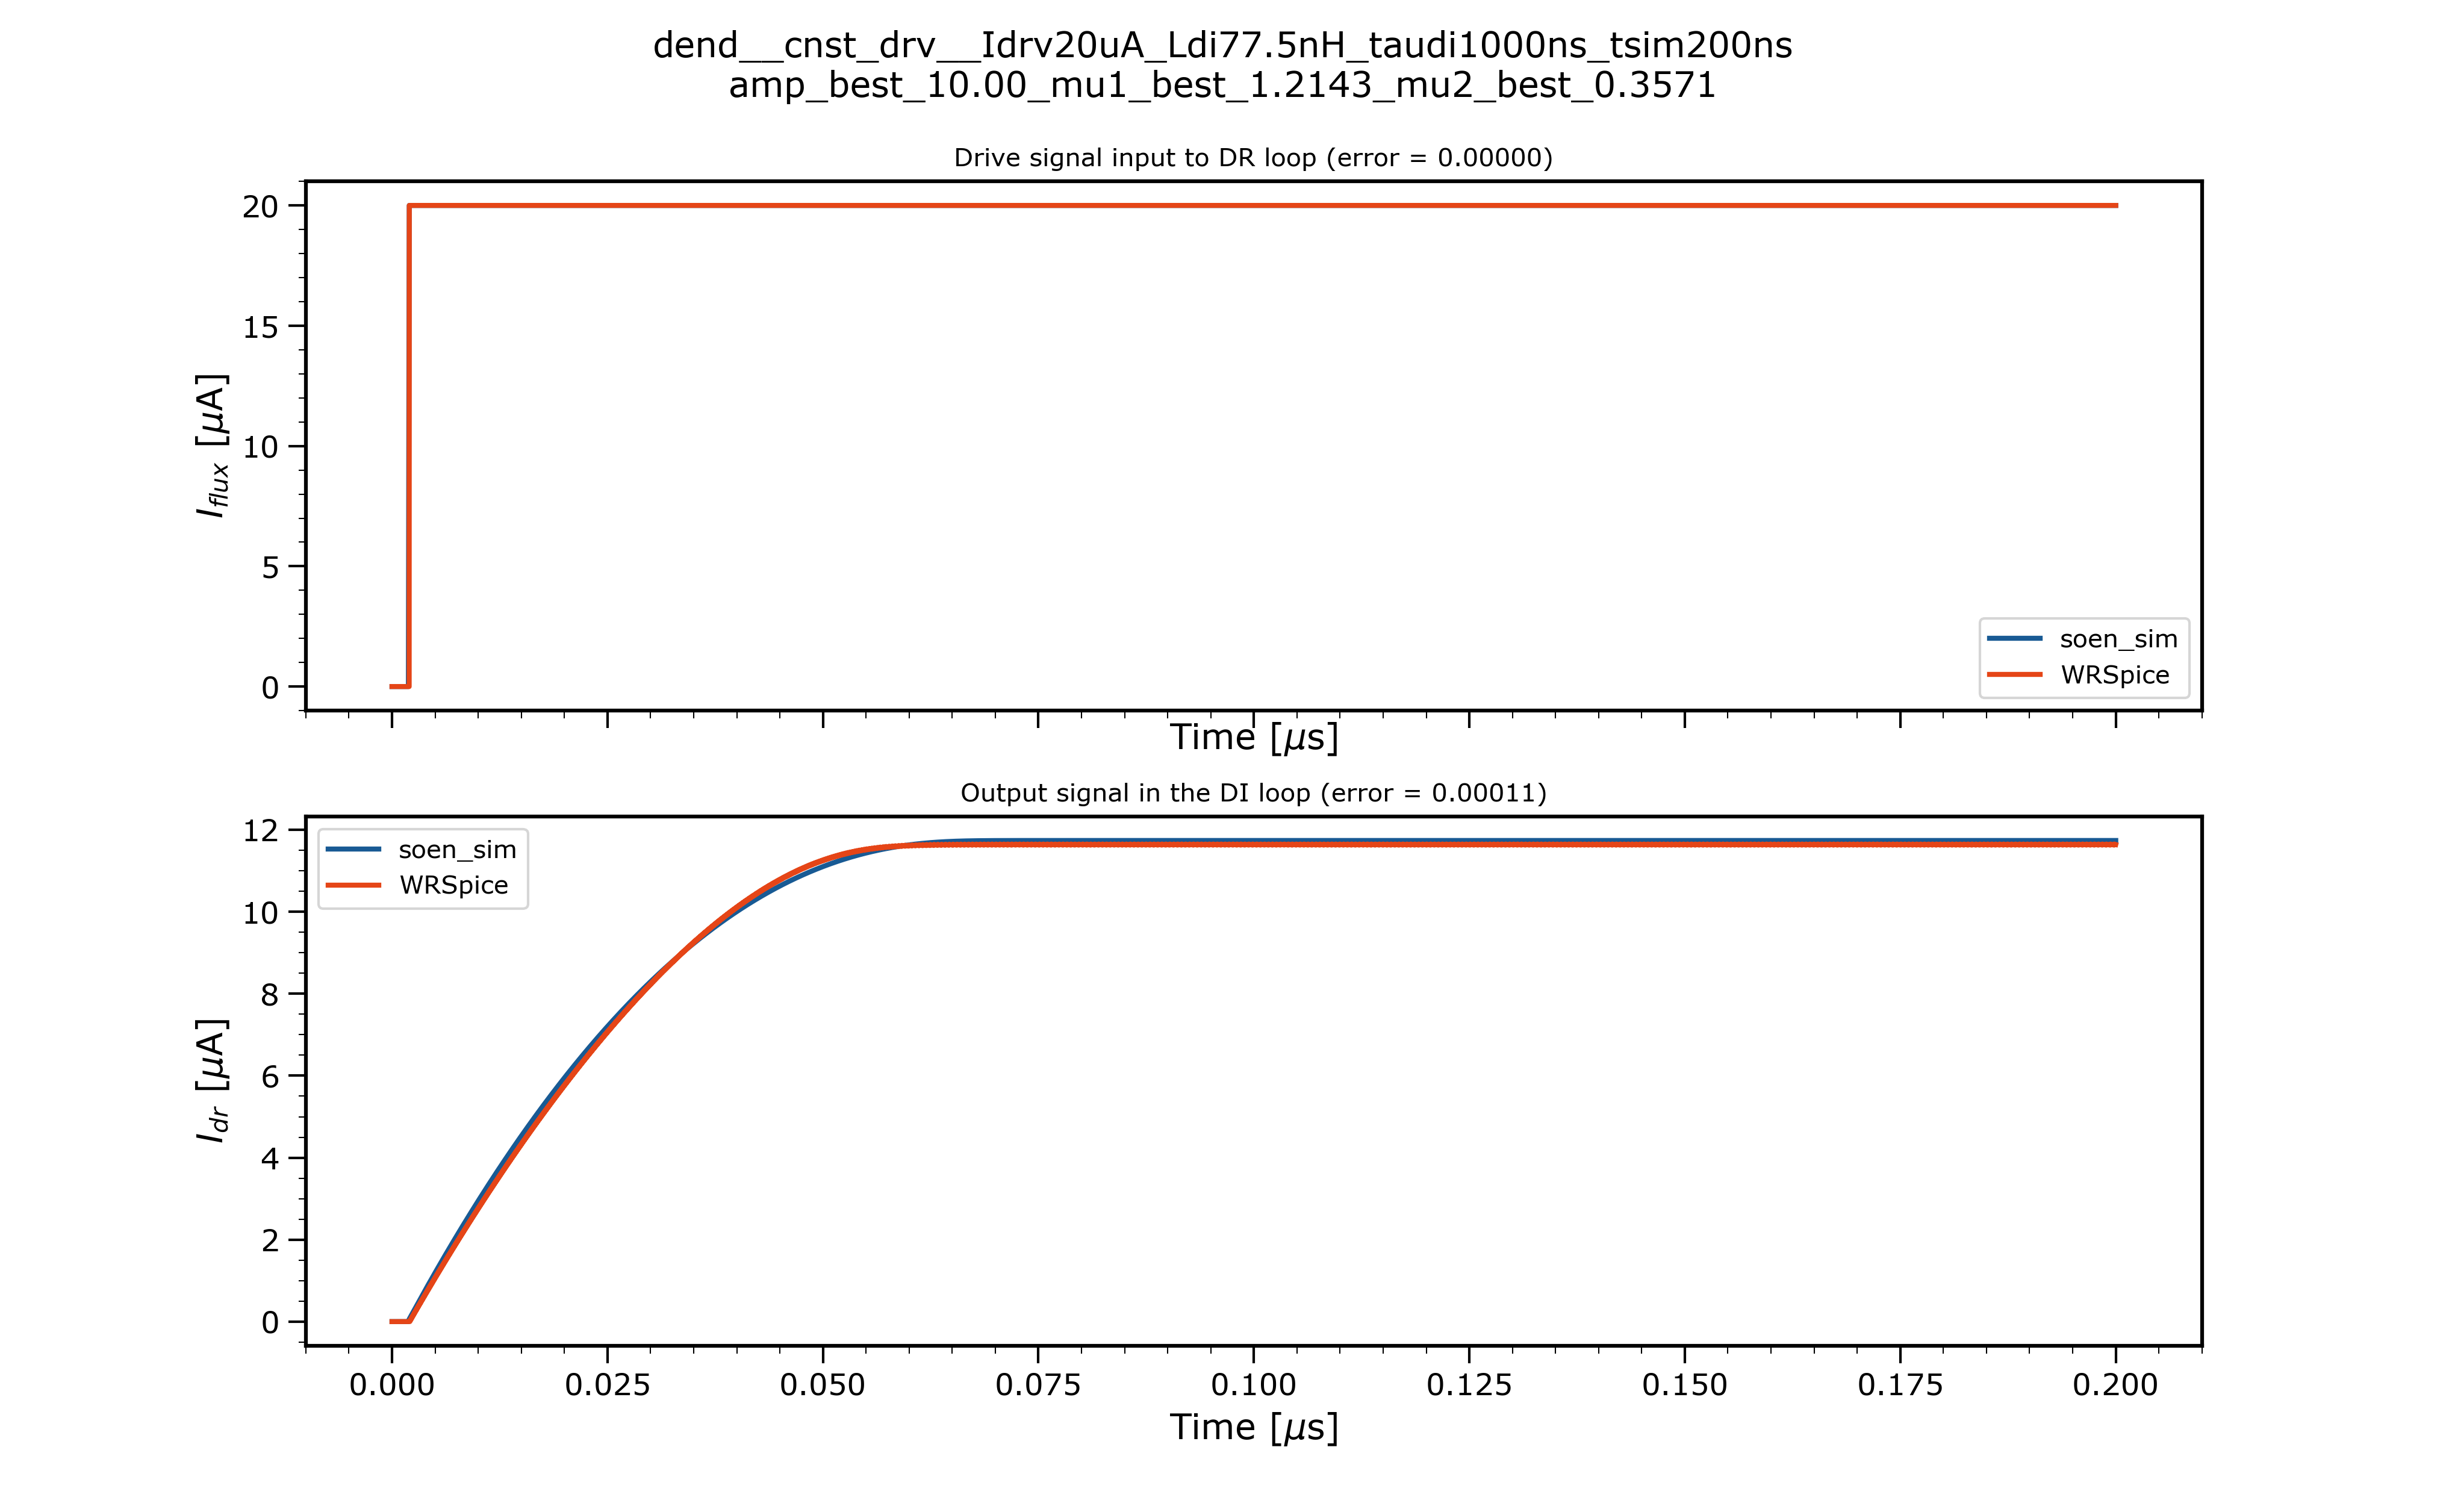 dend__cnst_drv__Idrv20uA_Ldi77.5nH_taudi1000ns_tsim200ns
amp_best_10.00_mu1_best_1.2143_mu2_best_0.3571
Drive signal input to DR loop (error = 0.00000)
20
15
10
5
0
I_flux [μA]
soen_sim
WRSpice
Time [μs]
Output signal in the DI loop (error = 0.00011)
12
10
8
6
4
2
0
I_dr [μA]
soen_sim
WRSpice
0.000 0.025 0.050 0.075 0.100 0.125 0.150 0.175 0.200
Time [μs]